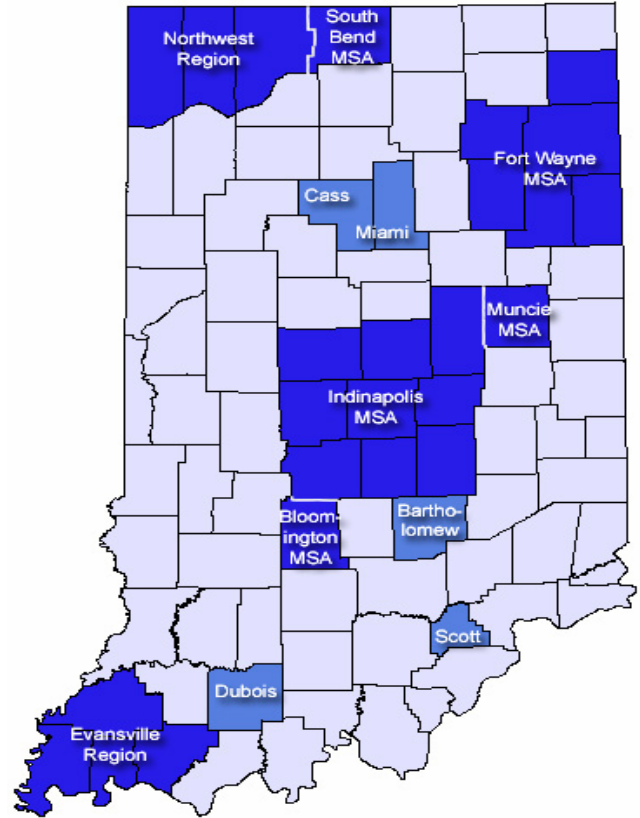 Northwest
Region
South
Bend
MSA
Fort Wayne
MSA
Cass
Miami
Muncie
MSA
Indinapolis
MSA
Bloom-
ington
MSA
Bartho-
lomew
Scott
Dubois
Evansville
Region